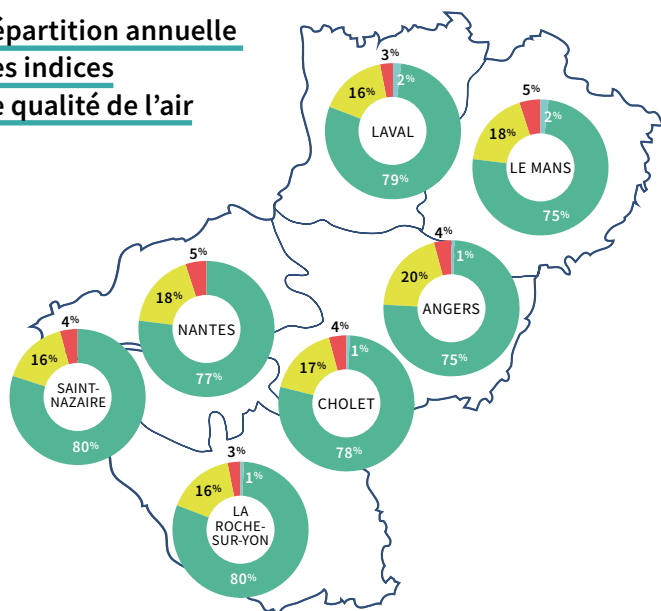 épartition annuelle
es indices
e qualité de l'air
3%
2%
16%
LAVAL
79%
5%
2%
18%
LE MANS
75%
4%
1%
20%
ANGERS
75%
5%
18%
NANTES
77%
4%
16%
SAINT-
NAZAIRE
80%
4%
1%
17%
CHOLET
78%
3%
1%
16%
LA
ROCHE-
SUR-YON
80%